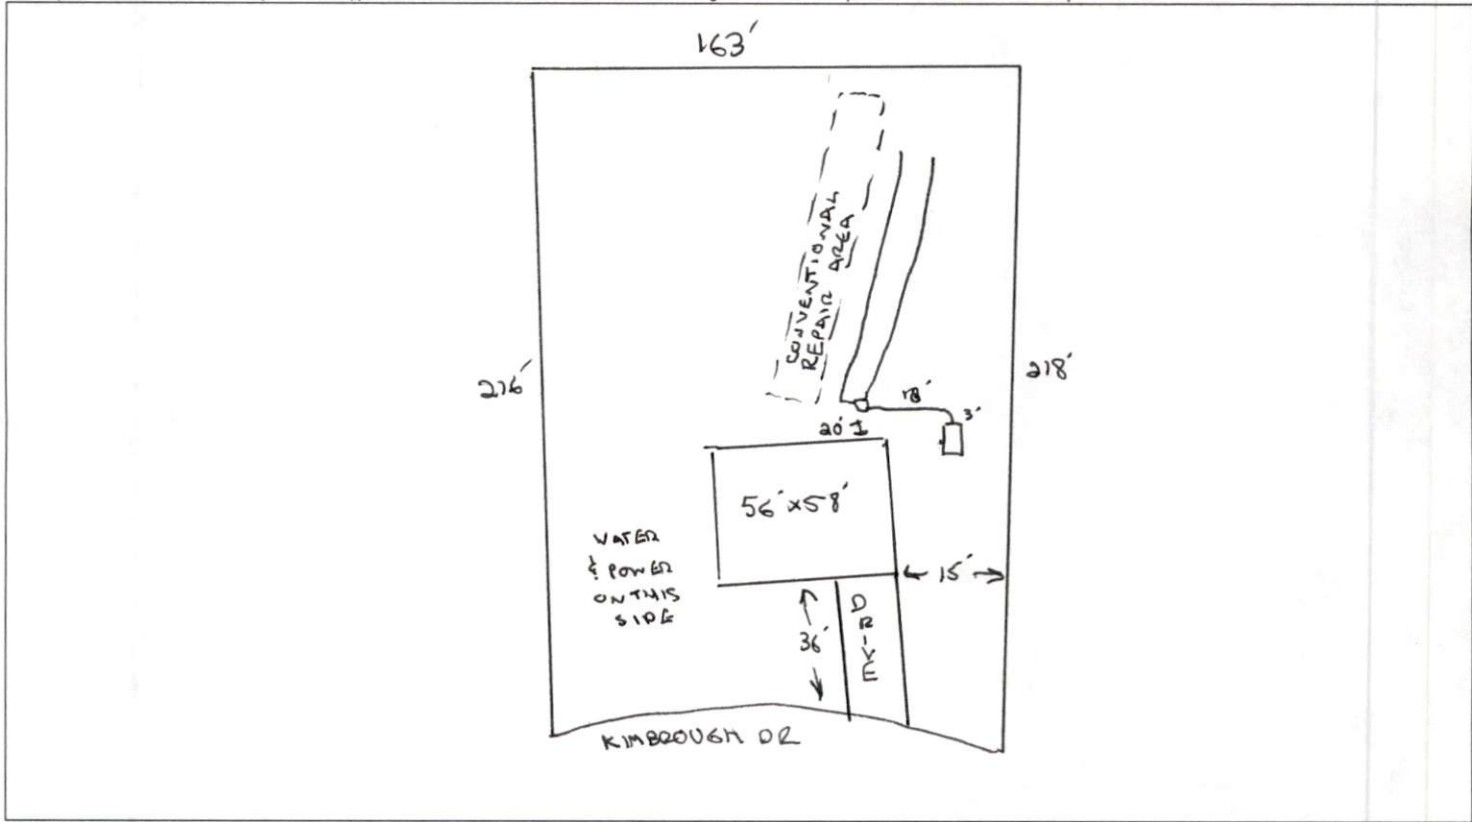 163'
CONVENTIONAL
REPAIR AREA
216'
218'
18'
3'
20'
56' x 58'
WATER
& POWER
ON THIS
SIDE
15'
36'
DRIVE
KIMBROUGH DR